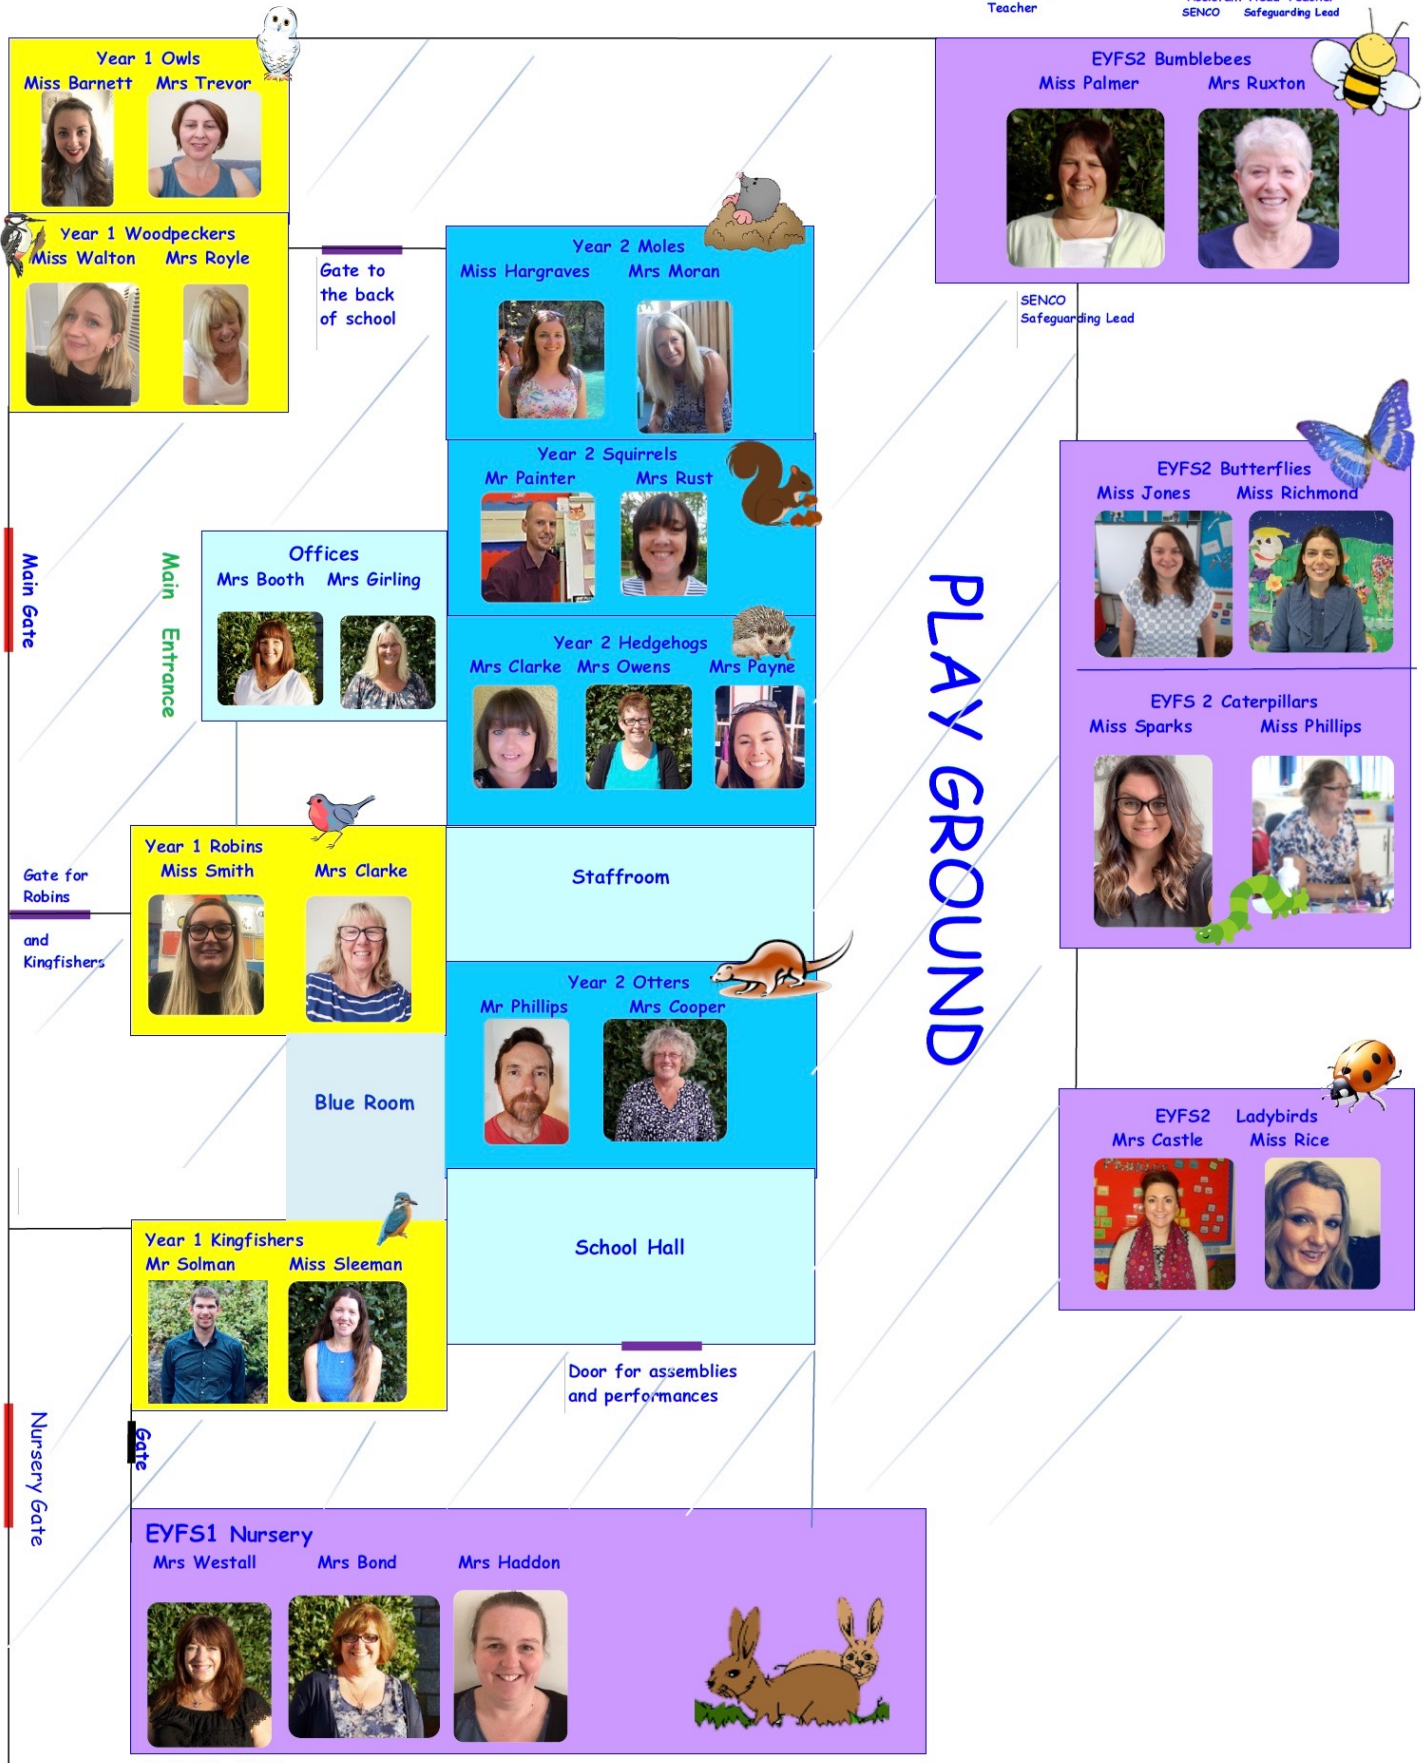 Teacher
SENCO Safeguarding Lead
Year 1 Owls
Miss Barnett Mrs Trevor
EYFS2 Bumblebees
Miss Palmer Mrs Ruxton
Year 1 Woodpeckers
Miss Walton Mrs Royle
Gate to
the back
of school
Year 2 Moles
Miss Hargraves Mrs Moran
SENCO
Safeguarding Lead
Year 2 Squirrels
Mr Painter Mrs Rust
EYFS2 Butterflies
Miss Jones Miss Richmond
Main Gate
Main Entrance
Offices
Mrs Booth Mrs Girling
Year 2 Hedgehogs
Mrs Clarke Mrs Owens Mrs Payne
PLAY GROUND
EYFS 2 Caterpillars
Miss Sparks Miss Phillips
Gate for
Robins
and
Kingfishers
Year 1 Robins
Miss Smith Mrs Clarke
Staffroom
Year 2 Otters
Mr Phillips Mrs Cooper
Blue Room
EYFS2 Ladybirds
Mrs Castle Miss Rice
Year 1 Kingfishers
Mr Solman Miss Sleeman
School Hall
Door for assemblies
and performances
Nursery Gate
Gate
EYFS1 Nursery
Mrs Westall Mrs Bond Mrs Haddon